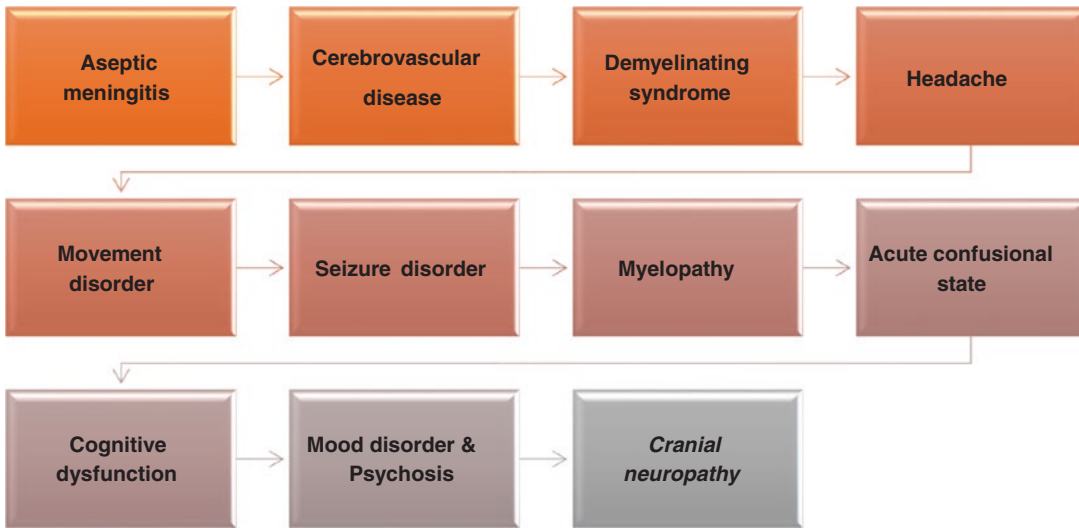 Aseptic
meningitis
Cerebrovascular
disease
Demyelinating
syndrome
Headache
Movement
disorder
Seizure disorder
Myelopathy
Acute confusional
state
Cognitive
dysfunction
Mood disorder &
Psychosis
Cranial
neuropathy